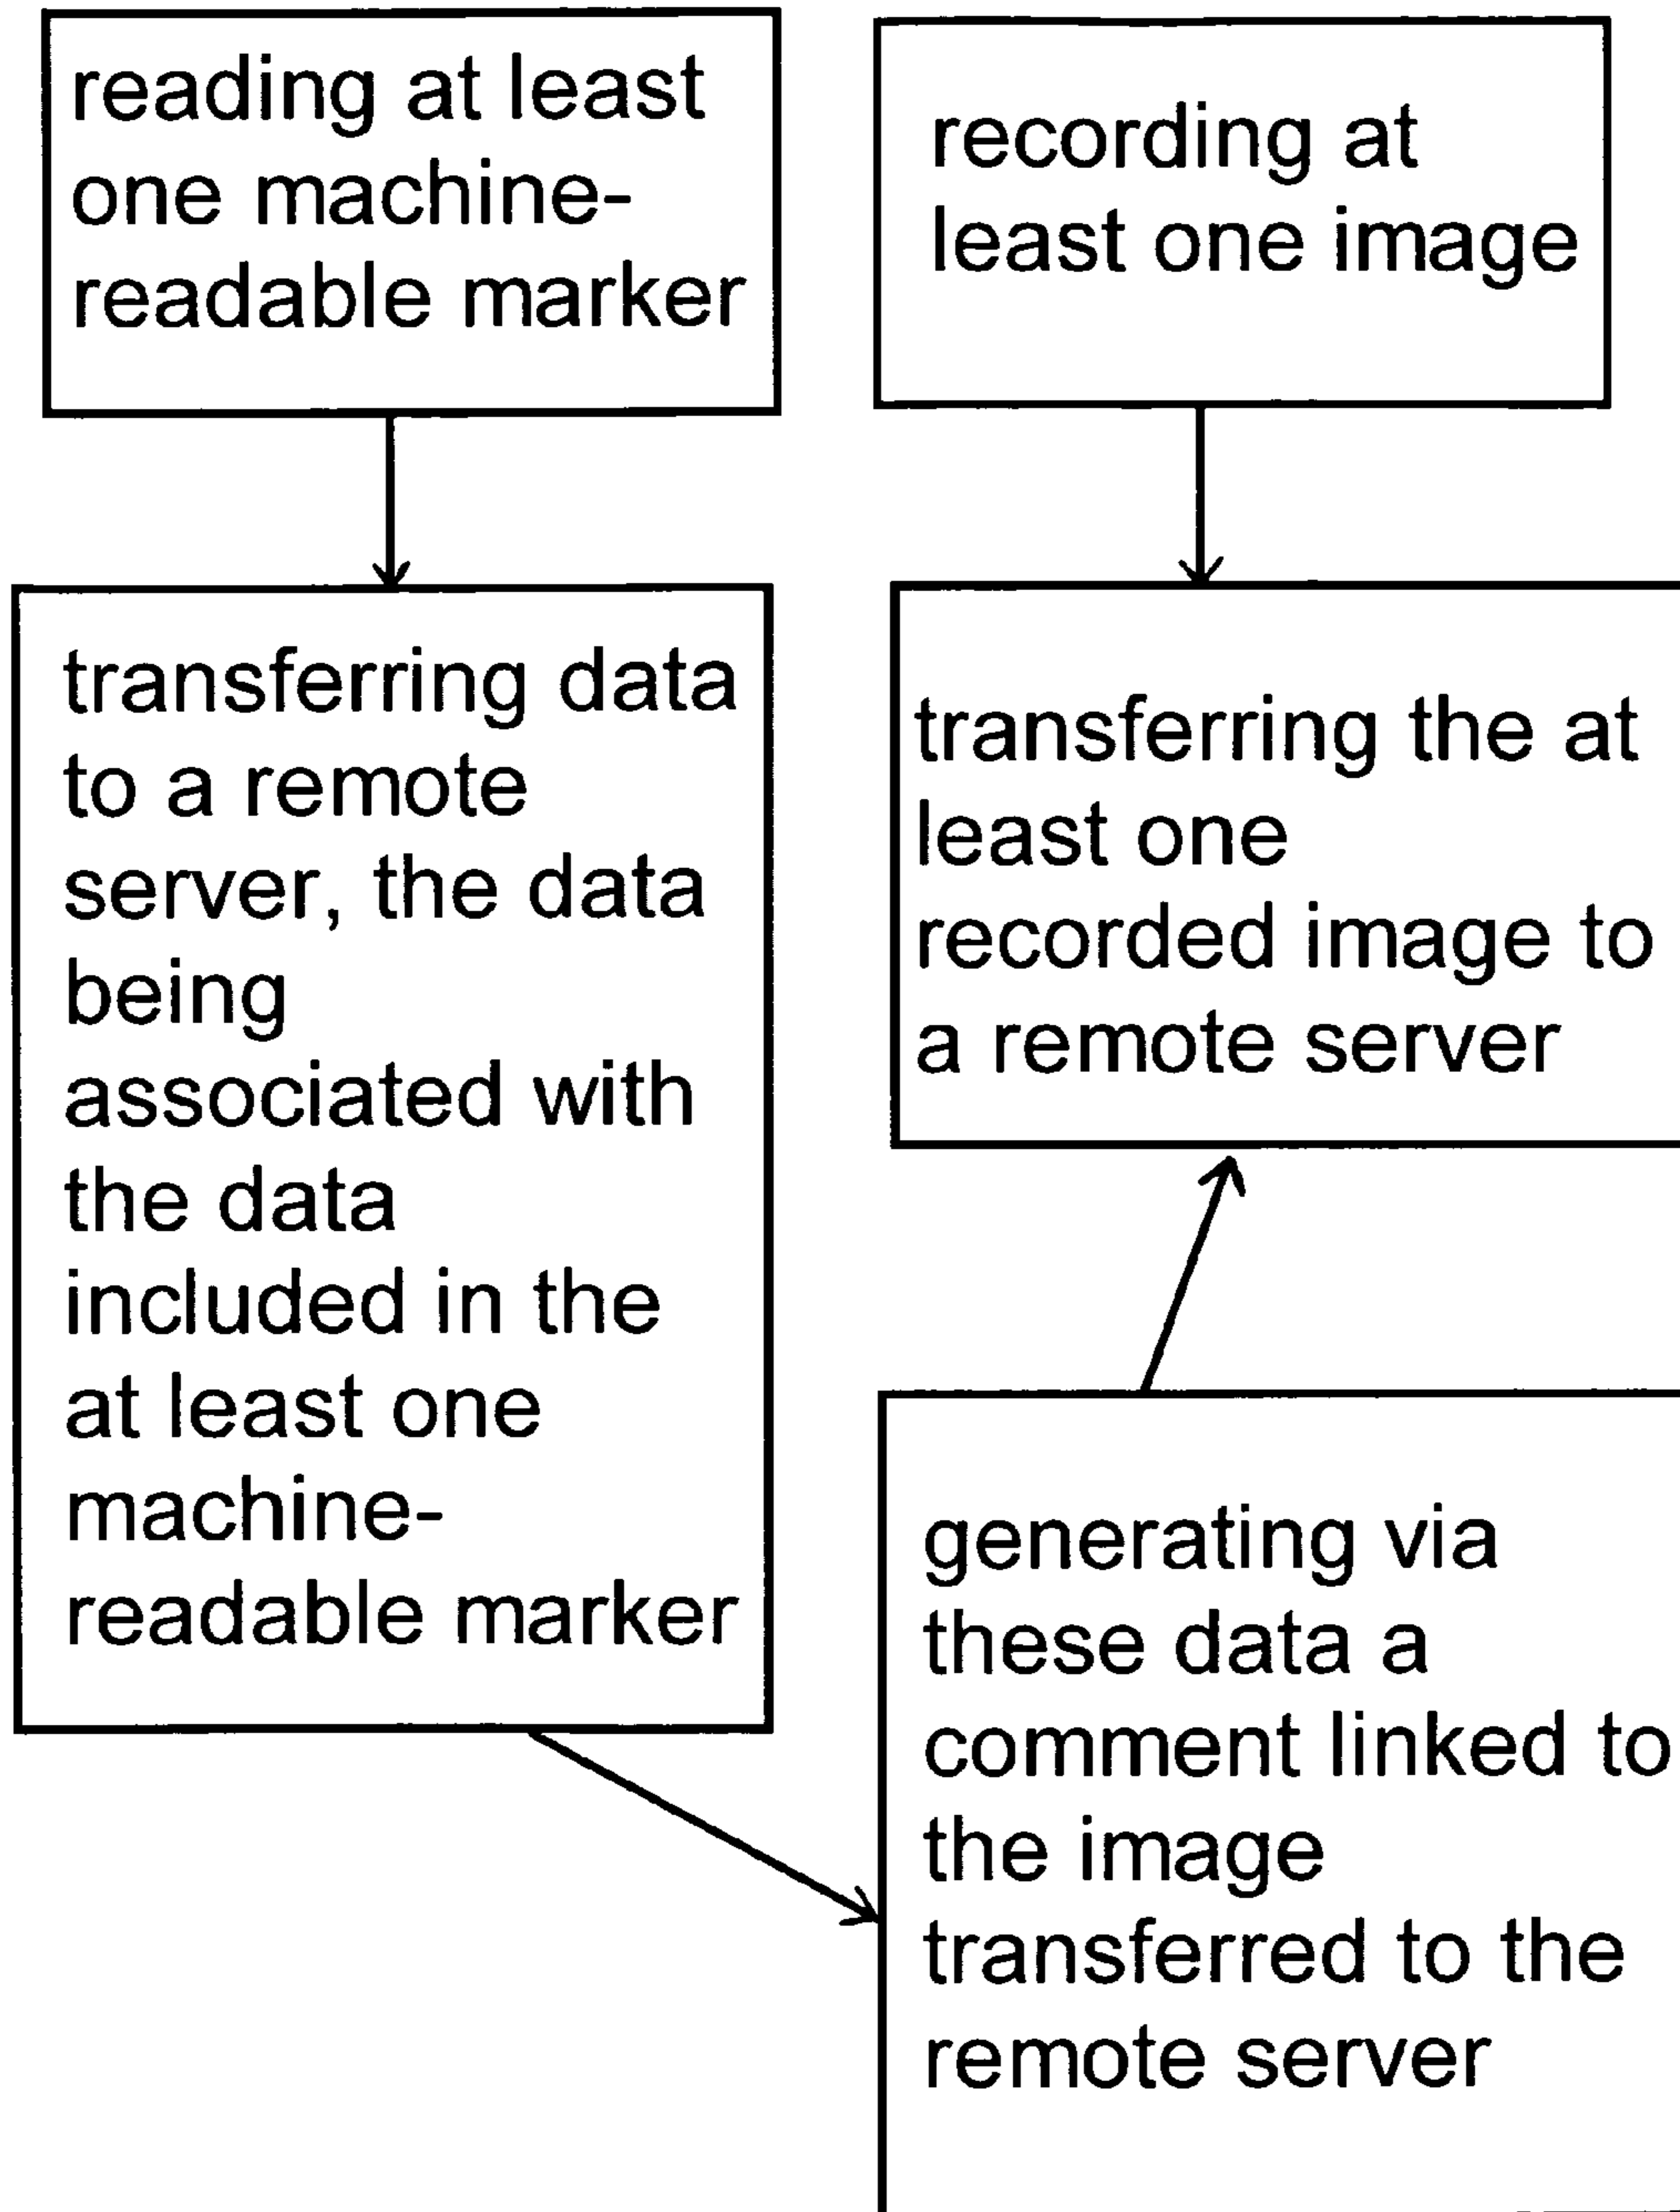 reading at least
one machine-
readable marker
recording at
least one image
transferring data
to a remote
server, the data
being
associated with
the data
included in the
at least one
machine-
readable marker
transferring the at
least one
recorded image to
a remote server
generating via
these data a
comment linked to
the image
transferred to the
remote server